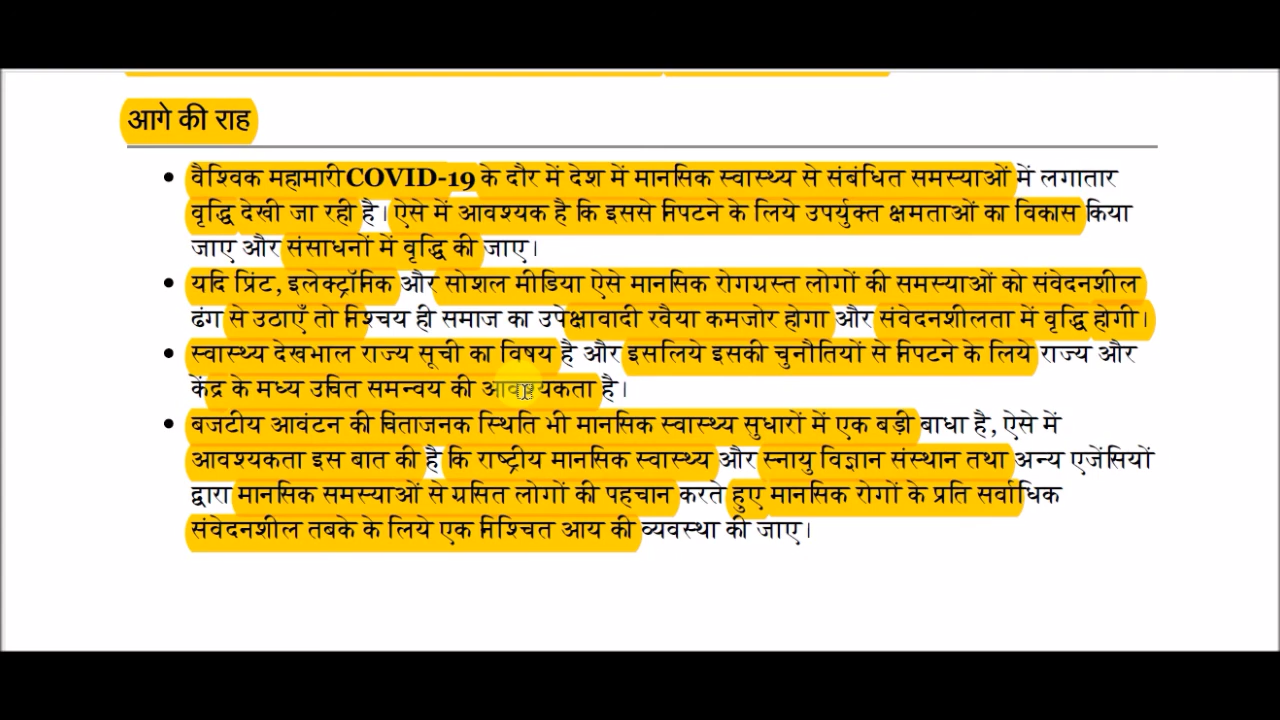 आगे की राह
वैश्विक महामारी COVID-19 के दौर में देश में मानसिक स्वास्थ्य से संबंधित समस्याओं में लगातार
वृद्धि देखी जा रही है। ऐसे में आवश्यक है कि इससे निपटने के लिये उपर्युक्त क्षमताओं का विकास किया
जाए और संसाधनों में वृद्धि की जाए।
यदि प्रिंट, इलेक्ट्रॉनिक और सोशल मीडिया ऐसे मानसिक रोगग्रस्त लोगों की समस्याओं को संवेदनशील
ढंग से उठाएँ तो निश्चय ही समाज का उपेक्षावादी रवैया कमजोर होगा और संवेदनशीलता में वृद्धि होगी।
स्वास्थ्य देखभाल राज्य सूची का विषय है और इसलिये इसकी चुनौतियों से निपटने के लिये राज्य और
केंद्र के मध्य उचित समन्वय की आवश्यकता है।
बजटीय आवंटन की चिंताजनक स्थिति भी मानसिक स्वास्थ्य सुधारों में एक बड़ी बाधा है, ऐसे में
आवश्यकता इस बात की है कि राष्ट्रीय मानसिक स्वास्थ्य और स्नायु विज्ञान संस्थान तथा अन्य एजेंसियों
द्वारा मानसिक समस्याओं से ग्रसित लोगों की पहचान करते हुए मानसिक रोगों के प्रति सर्वाधिक
संवेदनशील तबके के लिये एक निश्चित आय की व्यवस्था की जाए।